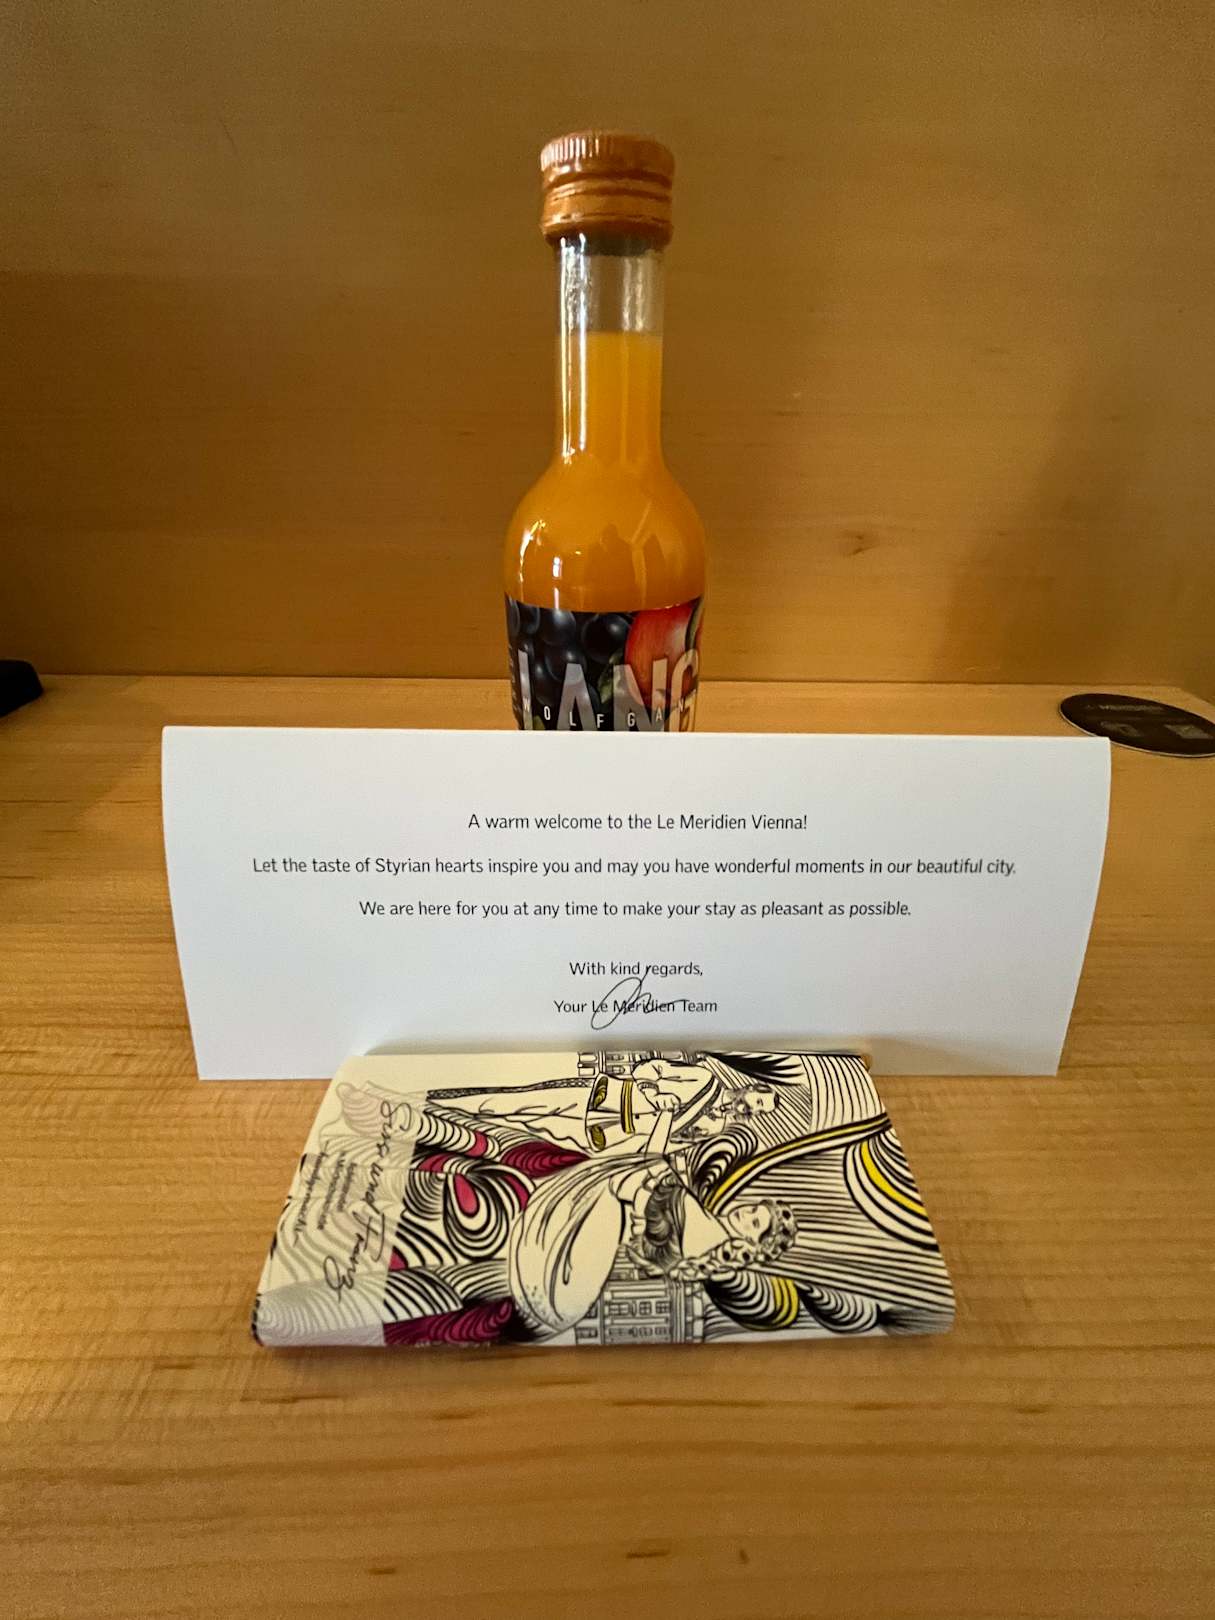 LANG
WOLFGANG
A warm welcome to the Le Meridien Vienna!
Let the taste of Styrian hearts inspire you and may you have wonderful moments in our beautiful city.
We are here for you at any time to make your stay as pleasant as possible.
With kind regards,
Your Le Meridien Team
Sissi und Franz